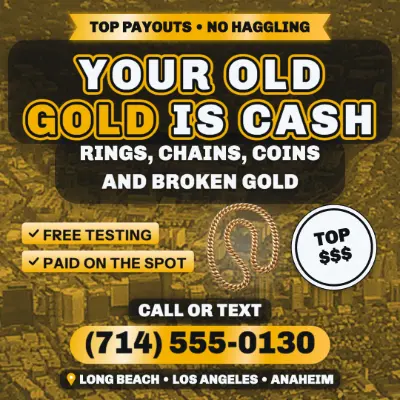 TOP PAYOUTS • NO HAGGLING
YOUR OLD
GOLD IS CASH
RINGS, CHAINS, COINS
AND BROKEN GOLD
FREE TESTING
PAID ON THE SPOT
TOP
$$$
CALL OR TEXT
(714) 555-0130
LONG BEACH • LOS ANGELES • ANAHEIM